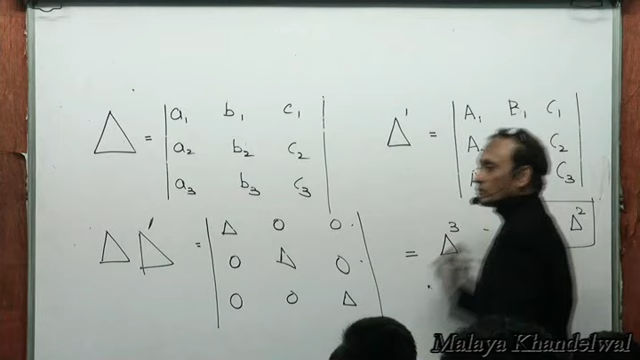 Δ = | a₁ b₁ c₁ |   Δ' = | A₁ B₁ C₁ |
| a₂ b₂ c₂ |   | A C₂ |
| a₃ b₃ c₃ |   | C₃ |
ΔΔ' = | Δ 0 0 | = Δ³   Δ²
| 0 Δ 0 |
| 0 0 Δ |
Malaya Khandelwal